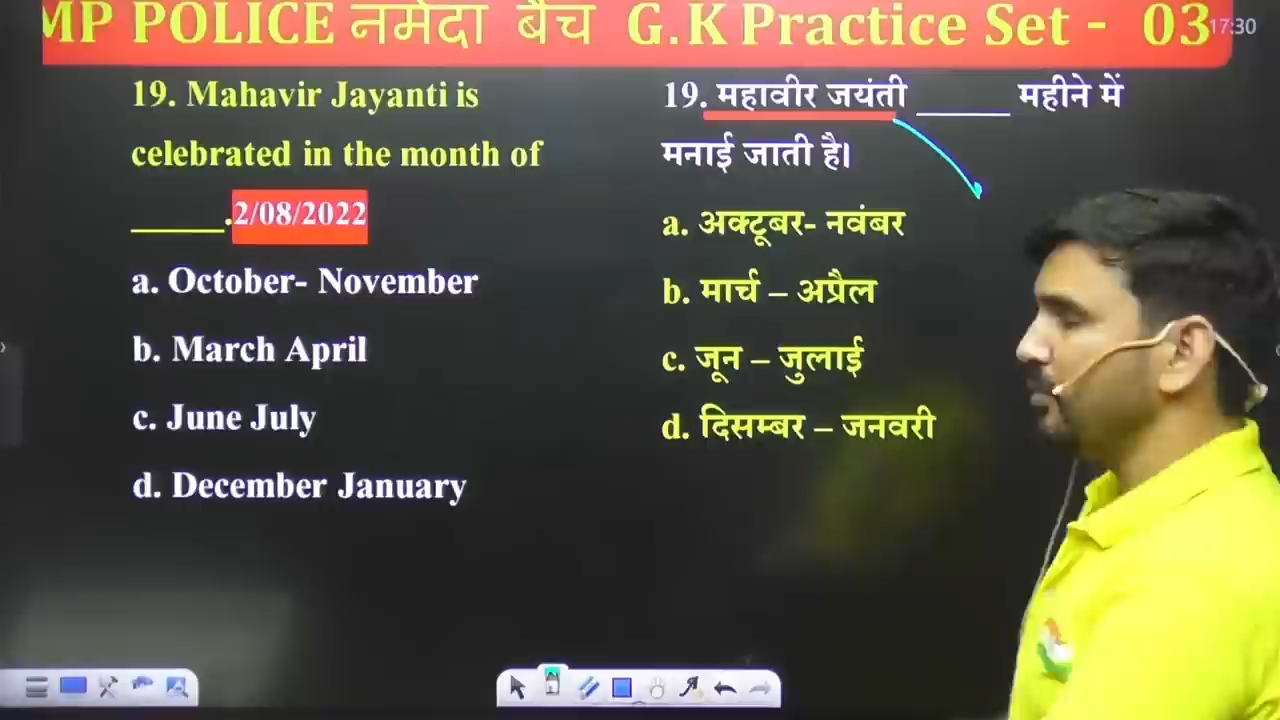 MP POLICE नर्मदा बैच G.K Practice Set - 03
17:30
19. Mahavir Jayanti is
celebrated in the month of
_____.2/08/2022
a. October- November
b. March April
c. June July
d. December January
19. महावीर जयंती _____ महीने में
मनाई जाती है।
a. अक्टूबर- नवंबर
b. मार्च – अप्रैल
c. जून – जुलाई
d. दिसम्बर – जनवरी